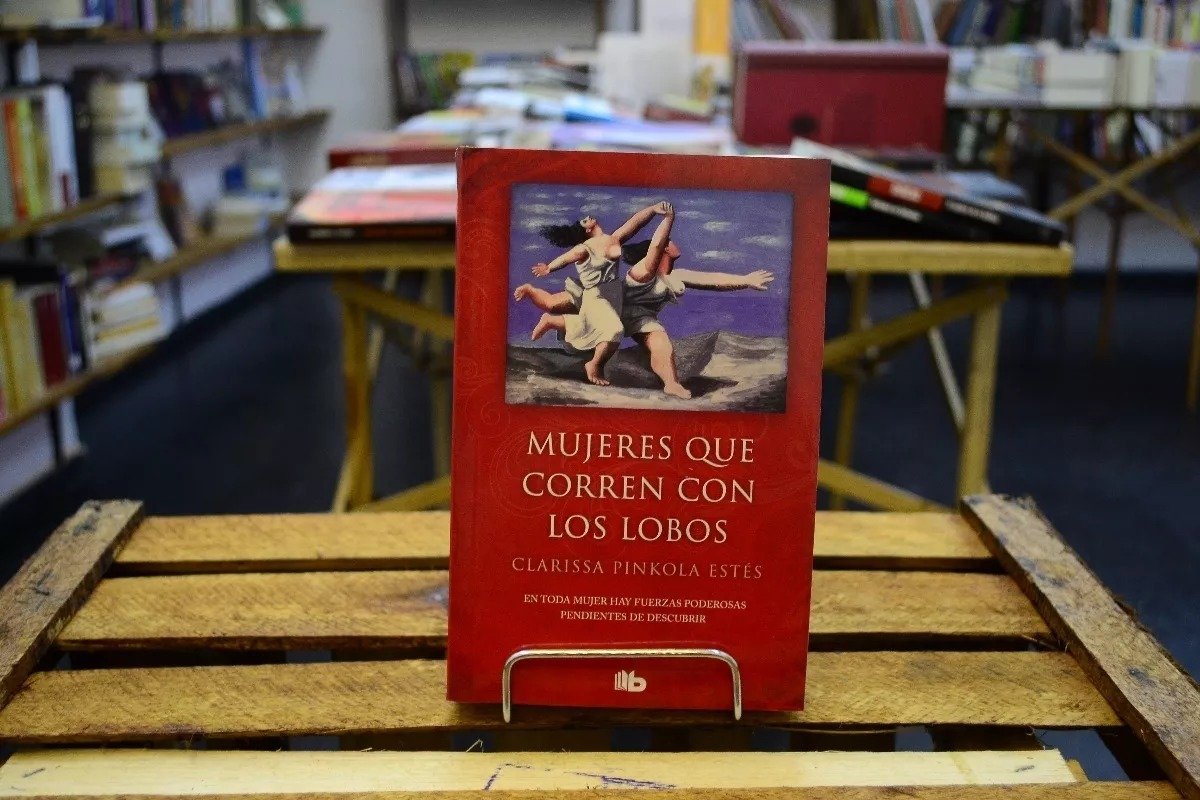 MUJERES QUE
CORREN CON
LOS LOBOS
CLARISSA PINKOLA ESTÉS
EN TODA MUJER HAY FUERZAS PODEROSAS
PENDIENTES DE DESCUBRIR
b